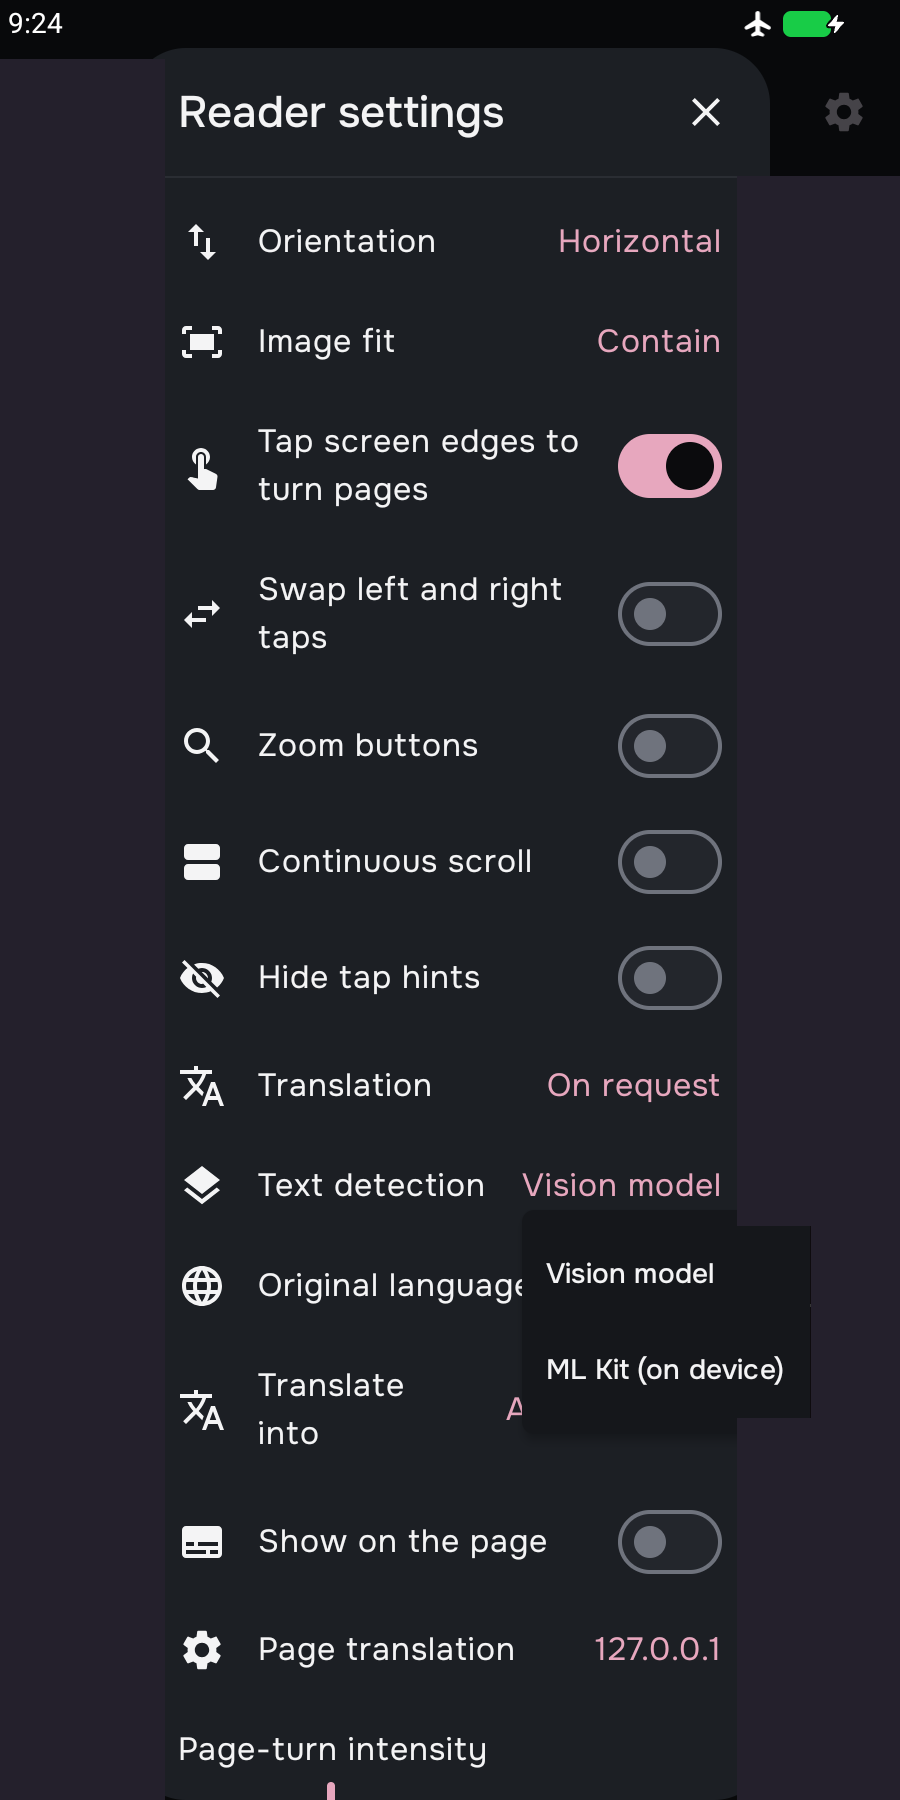 9:24
Reader settings
Orientation Horizontal
Image fit Contain
Tap screen edges to
turn pages
Swap left and right
taps
Zoom buttons
Continuous scroll
Hide tap hints
Translation On request
Text detection Vision model
Vision model
Original language
ML Kit (on device)
Translate
into
Show on the page
Page translation 127.0.0.1
Page-turn intensity